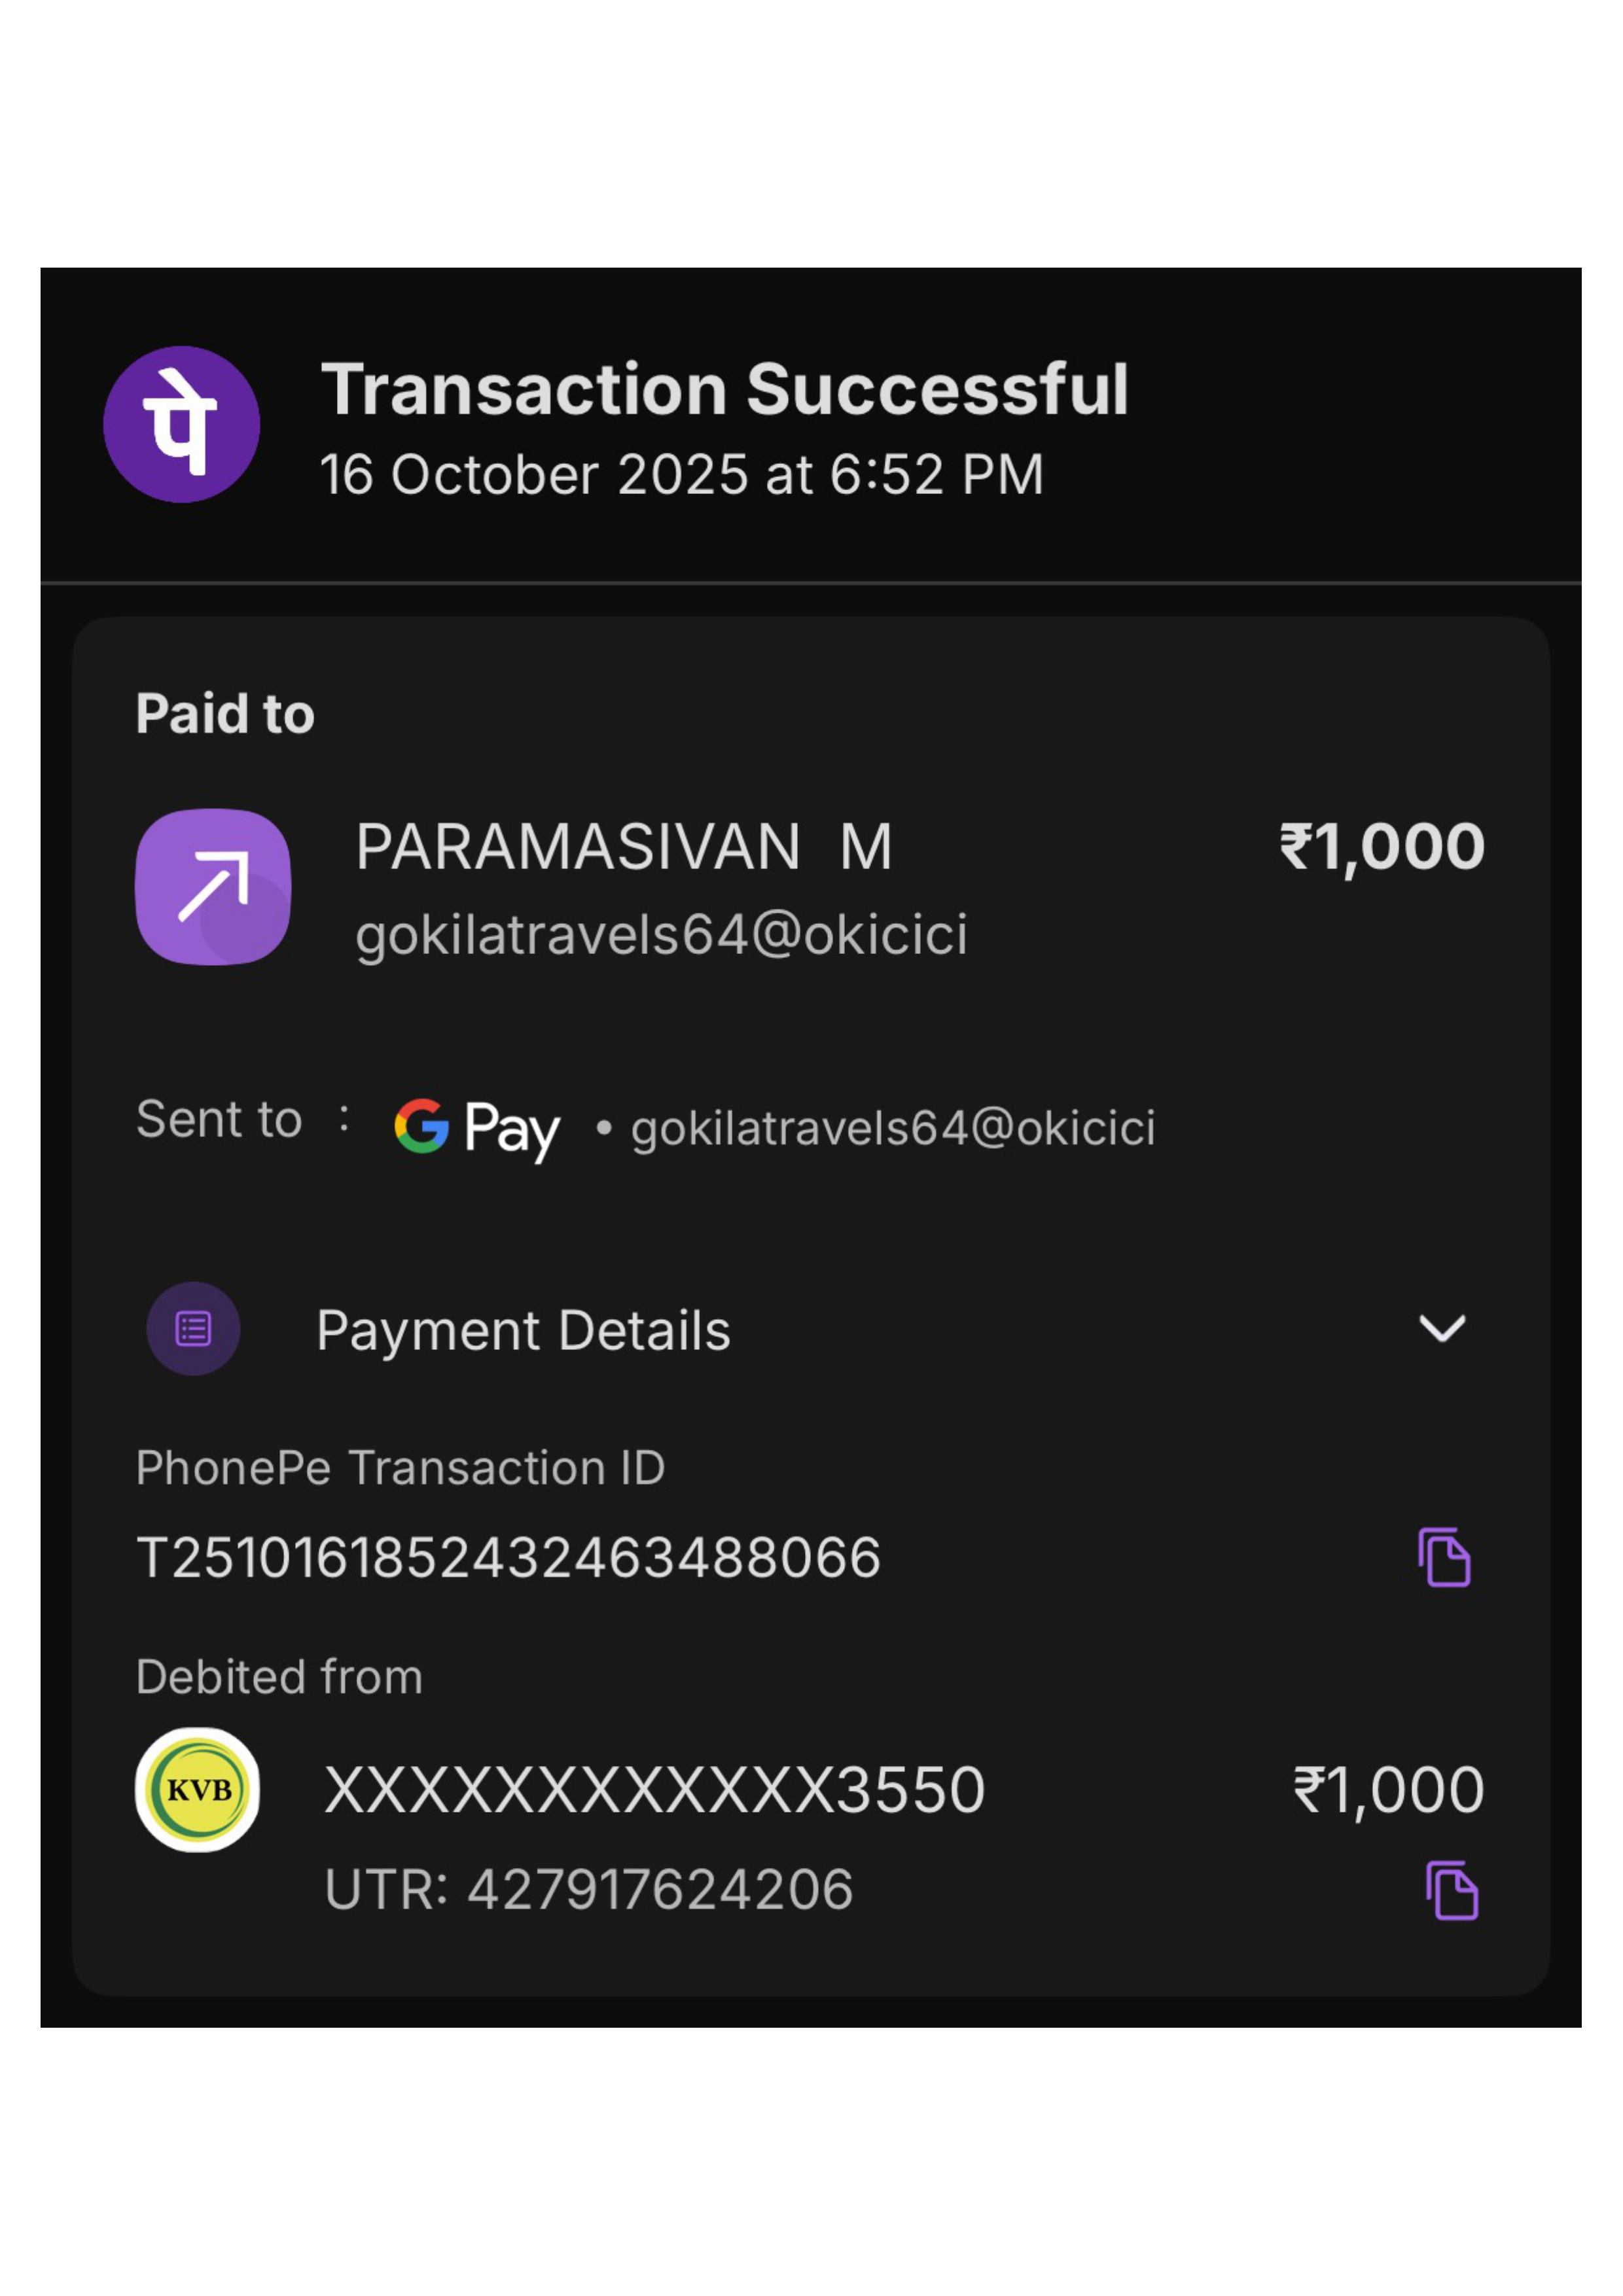 पे
Transaction Successful
16 October 2025 at 6:52 PM
Paid to
PARAMASIVAN M
₹1,000
gokilatravels64@okicici
Sent to : G Pay • gokilatravels64@okicici
Payment Details
PhonePe Transaction ID
T2510161852432463488066
Debited from
KVB
XXXXXXXXXXXX3550
₹1,000
UTR: 427917624206